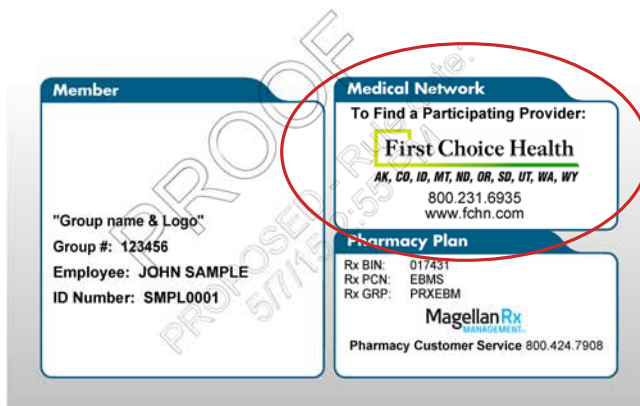 Member
"Group name & Logo"
Group #: 123456
Employee: JOHN SAMPLE
ID Number: SMPL0001
Medical Network
To Find a Participating Provider:
First Choice Health
AK, CO, ID, MT, ND, OR, SD, UT, WA, WY
800.231.6935
www.fchn.com
Pharmacy Plan
Rx BIN: 017431
Rx PCN: EBMS
Rx GRP: PRXEBM
MagellanRx
MANAGEMENT
Pharmacy Customer Service 800.424.7908
PROOF
PROPOSED - Run Date: